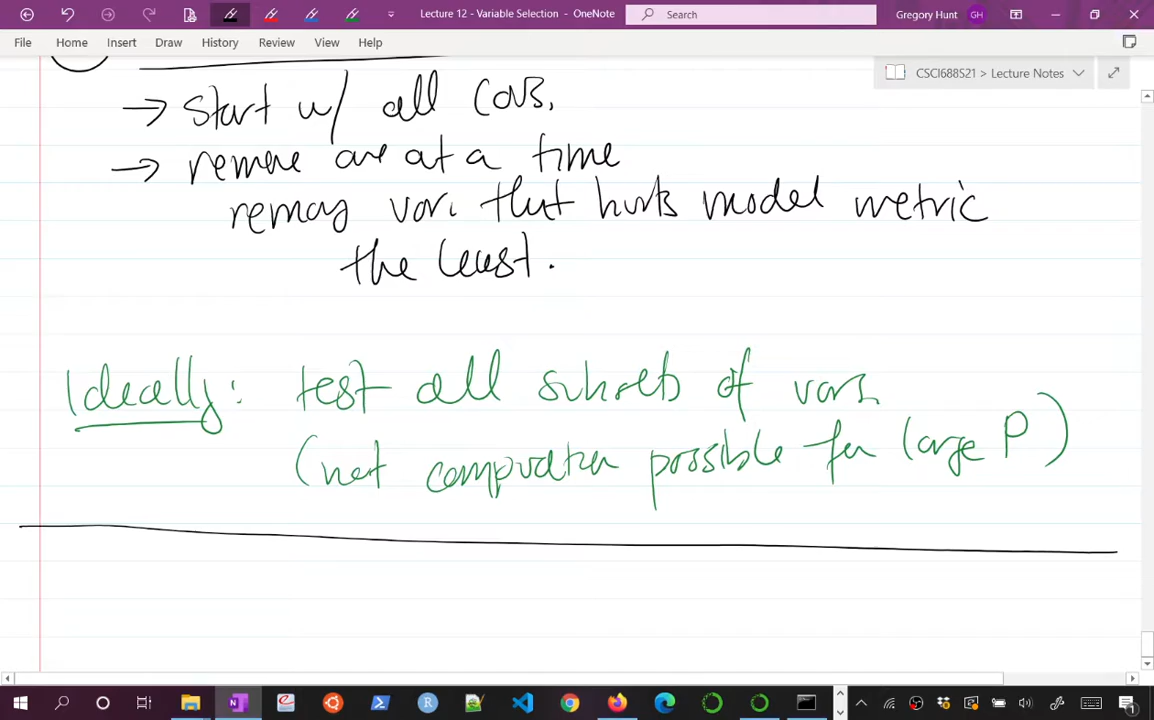 Lecture 12 - Variable Selection - OneNote
Search
Gregory Hunt
GH
File Home Insert Draw History Review View Help
CSCI688S21 > Lecture Notes
→ start w/ all covs.
→ remove one at a time
remove var. that hurts model metric
the least.
Ideally: test all subsets of vars.
(not computation possible for large P)